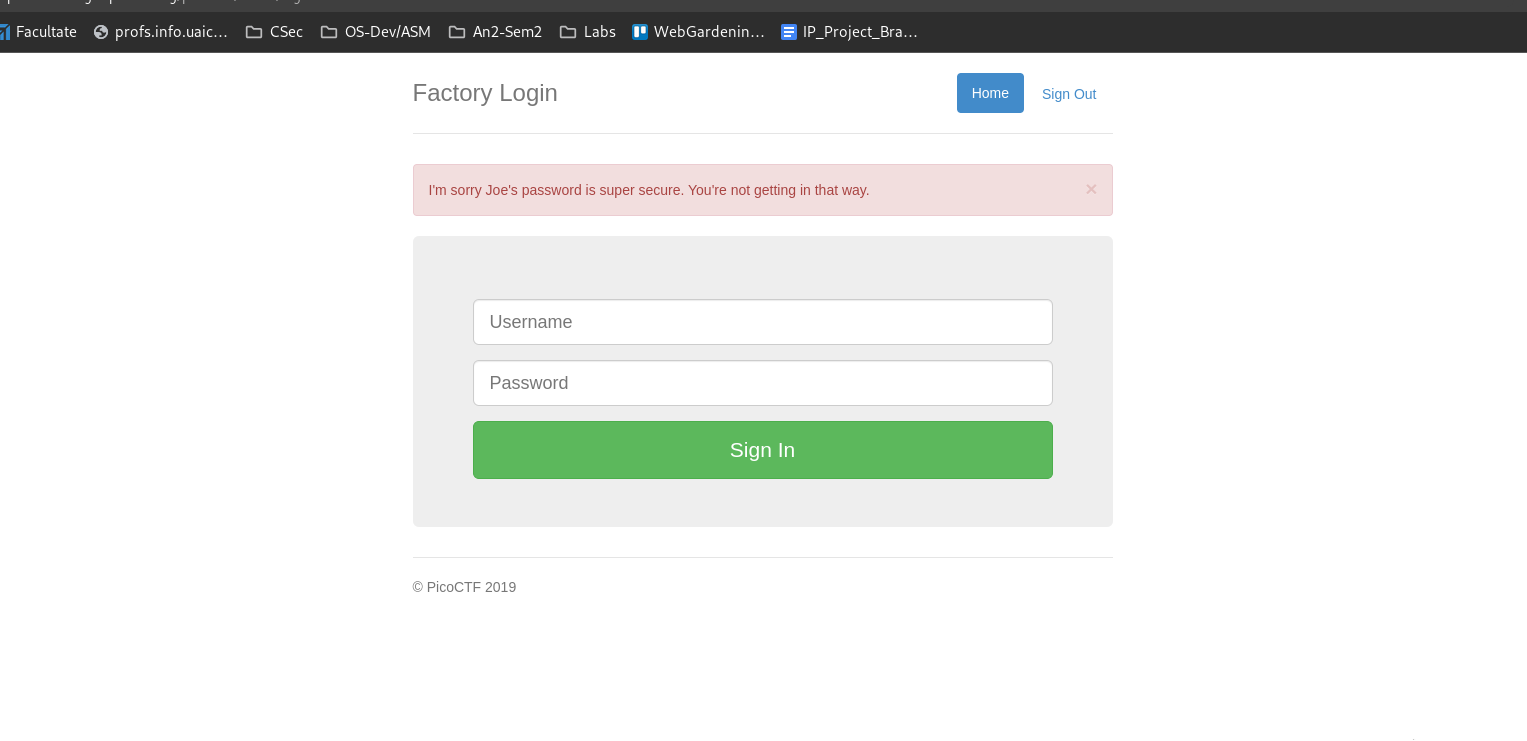 Facultate profs.info.uaic... CSec OS-Dev/ASM An2-Sem2 Labs WebGardenin... IP_Project_Bra...
Factory Login Home Sign Out
I'm sorry Joe's password is super secure. You're not getting in that way. ×
Username
Password
Sign In
© PicoCTF 2019